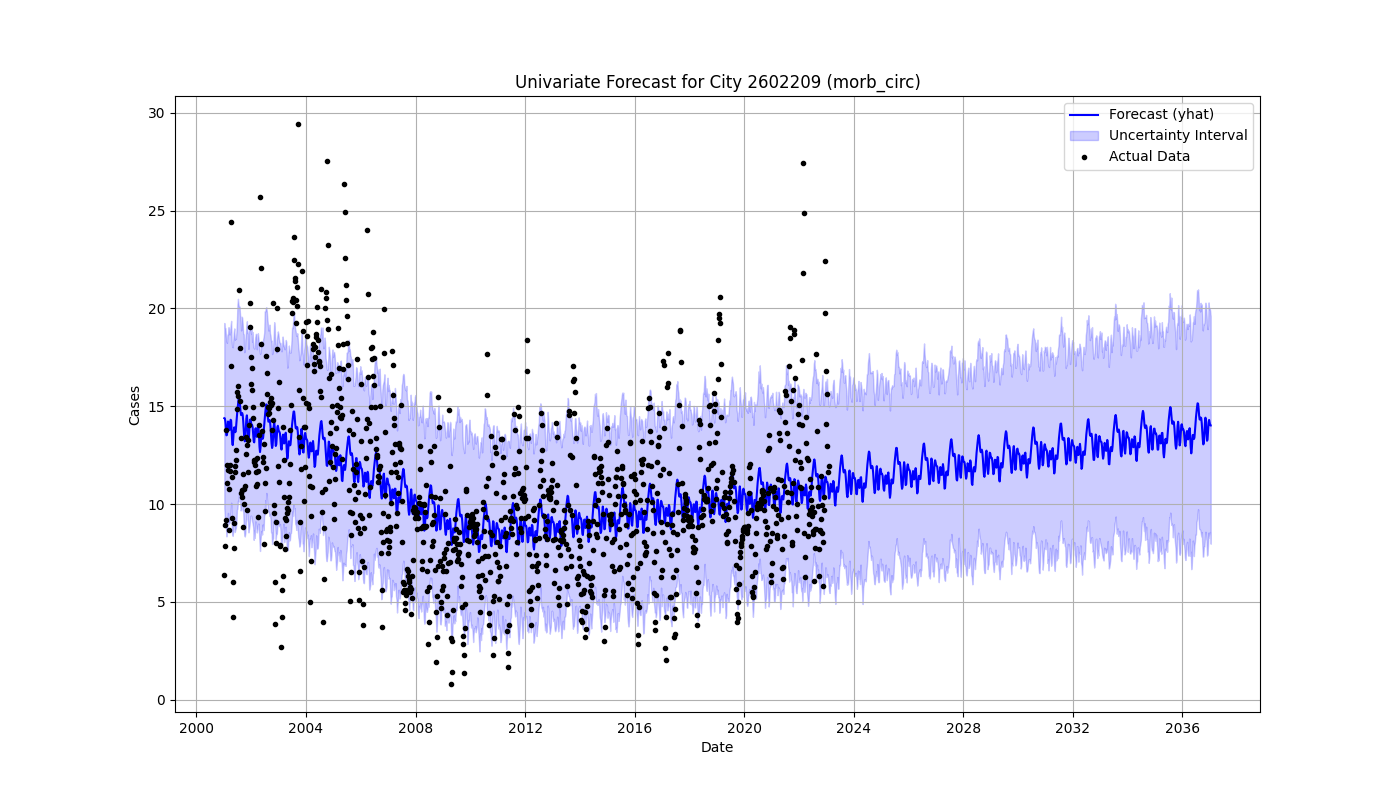 Univariate Forecast for City 2602209 (morb_circ)
Forecast (yhat)
Uncertainty Interval
Actual Data
30
25
20
15
10
5
0
Cases
2000 2004 2008 2012 2016 2020 2024 2028 2032 2036
Date